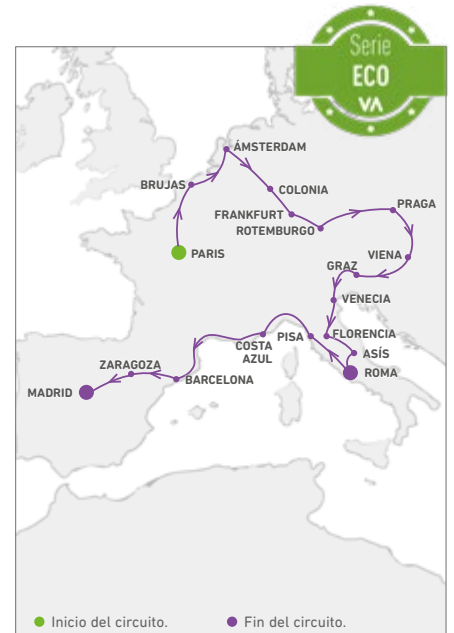 Serie
ECO
VA
ÁMSTERDAM
BRUJAS
COLONIA
FRANKFURT
ROTEMBURGO
PRAGA
PARIS
VIENA
GRAZ
VENECIA
FLORENCIA
PISA
COSTA
AZUL
ASÍS
ROMA
ZARAGOZA
BARCELONA
MADRID
Inicio del circuito.
Fin del circuito.